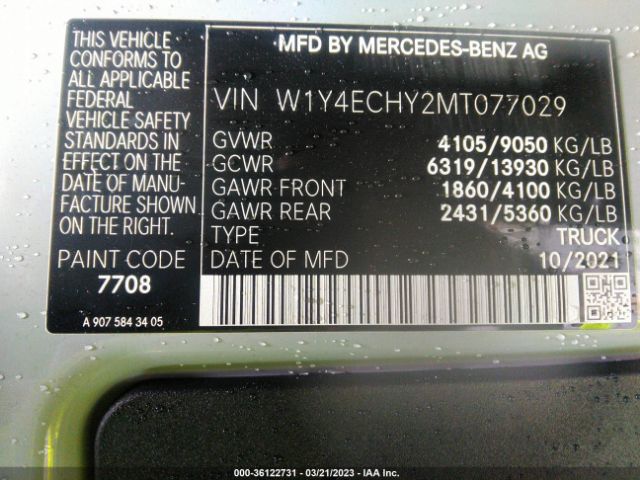 THIS VEHICLE
CONFORMS TO
ALL APPLICABLE
FEDERAL
VEHICLE SAFETY
STANDARDS IN
EFFECT ON THE
DATE OF MANU-
FACTURE SHOWN
ON THE RIGHT.
PAINT CODE
7708
A 907 584 34 05
MFD BY MERCEDES-BENZ AG
VIN W1Y4ECHY2MT077029
GVWR 4105/9050 KG/LB
GCWR 6319/13930 KG/LB
GAWR FRONT 1860/4100 KG/LB
GAWR REAR 2431/5360 KG/LB
TYPE TRUCK
DATE OF MFD 10/2021
000-36122731 - 03/21/2023 - IAA Inc.